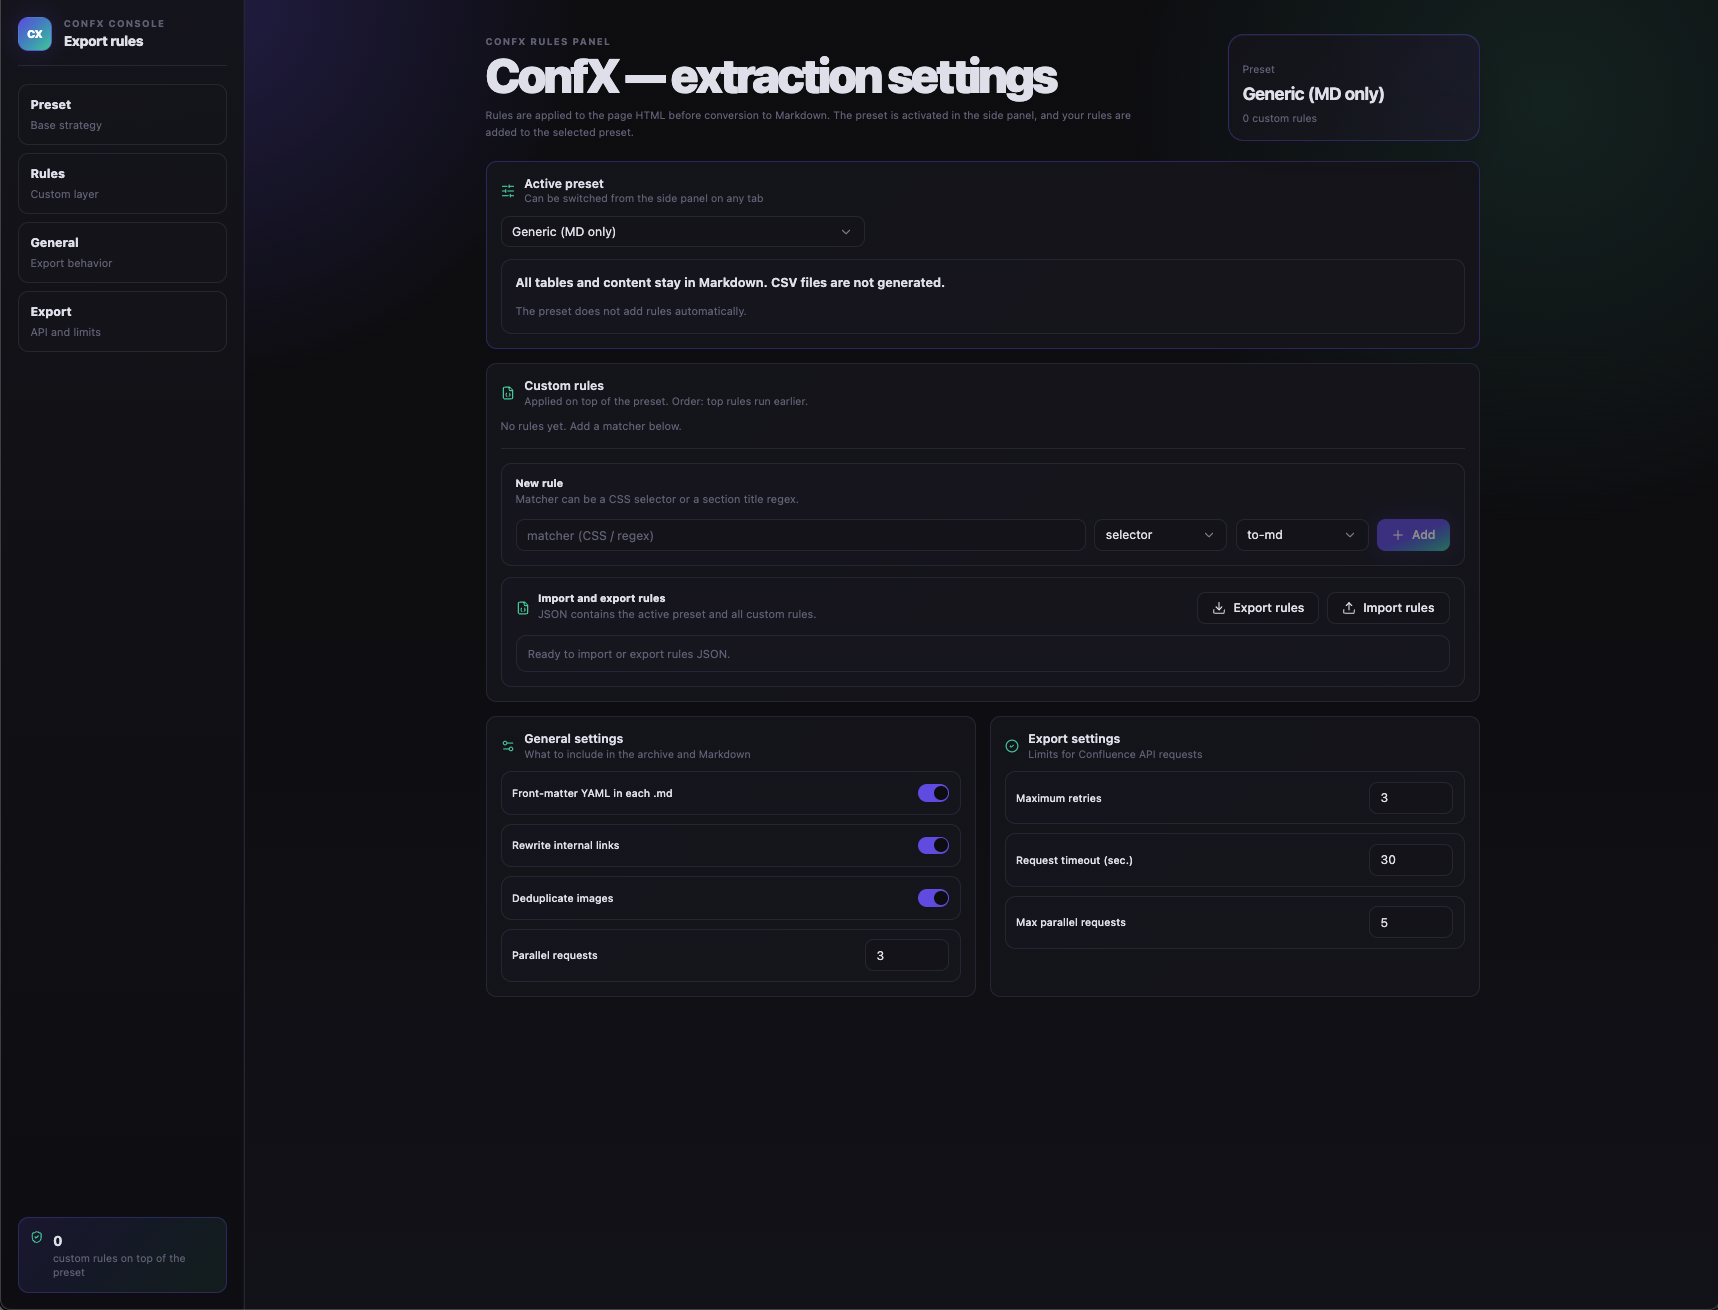 CX
CONFX CONSOLE
Export rules
Preset
Base strategy
Rules
Custom layer
General
Export behavior
Export
API and limits
0
custom rules on top of the
preset
CONFX RULES PANEL
ConfX — extraction settings
Rules are applied to the page HTML before conversion to Markdown. The preset is activated in the side panel, and your rules are
added to the selected preset.
Preset
Generic (MD only)
0 custom rules
Active preset
Can be switched from the side panel on any tab
Generic (MD only)
All tables and content stay in Markdown. CSV files are not generated.
The preset does not add rules automatically.
Custom rules
Applied on top of the preset. Order: top rules run earlier.
No rules yet. Add a matcher below.
New rule
Matcher can be a CSS selector or a section title regex.
matcher (CSS / regex)
selector
to-md
+ Add
Import and export rules
JSON contains the active preset and all custom rules.
Export rules
Import rules
Ready to import or export rules JSON.
General settings
What to include in the archive and Markdown
Front-matter YAML in each .md
Rewrite internal links
Deduplicate images
Parallel requests
3
Export settings
Limits for Confluence API requests
Maximum retries
3
Request timeout (sec.)
30
Max parallel requests
5